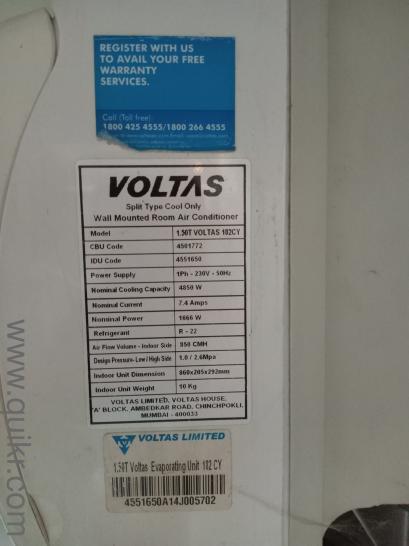 REGISTER WITH US
TO AVAIL YOUR FREE
WARRANTY
SERVICES.
Call (Toll free)
1800 425 4555/1800 266 4555
VOLTAS
Split Type Cool Only
Wall Mounted Room Air Conditioner
Model 1.50T VOLTAS 182CY
CBU Code 4501772
IDU Code 4551650
Power Supply 1Ph - 230V - 50Hz
Nominal Cooling Capacity 4850 W
Nominal Current 7.4 Amps
Nominal Power 1666 W
Refrigerant R - 22
Air Flow Volume - Indoor Side 850 CMH
Design Pressure- Low / High Side 1.0 / 2.6Mpa
Indoor Unit Dimension 860x205x292mm
Indoor Unit Weight 10 Kg
VOLTAS LIMITED, VOLTAS HOUSE,
'A' BLOCK, AMBEDKAR ROAD, CHINCHPOKLI,
MUMBAI - 400033
VOLTAS LIMITED
1.50T Voltas Evaporating Unit 182 CY
4551650A14J005702
www.quikr.com